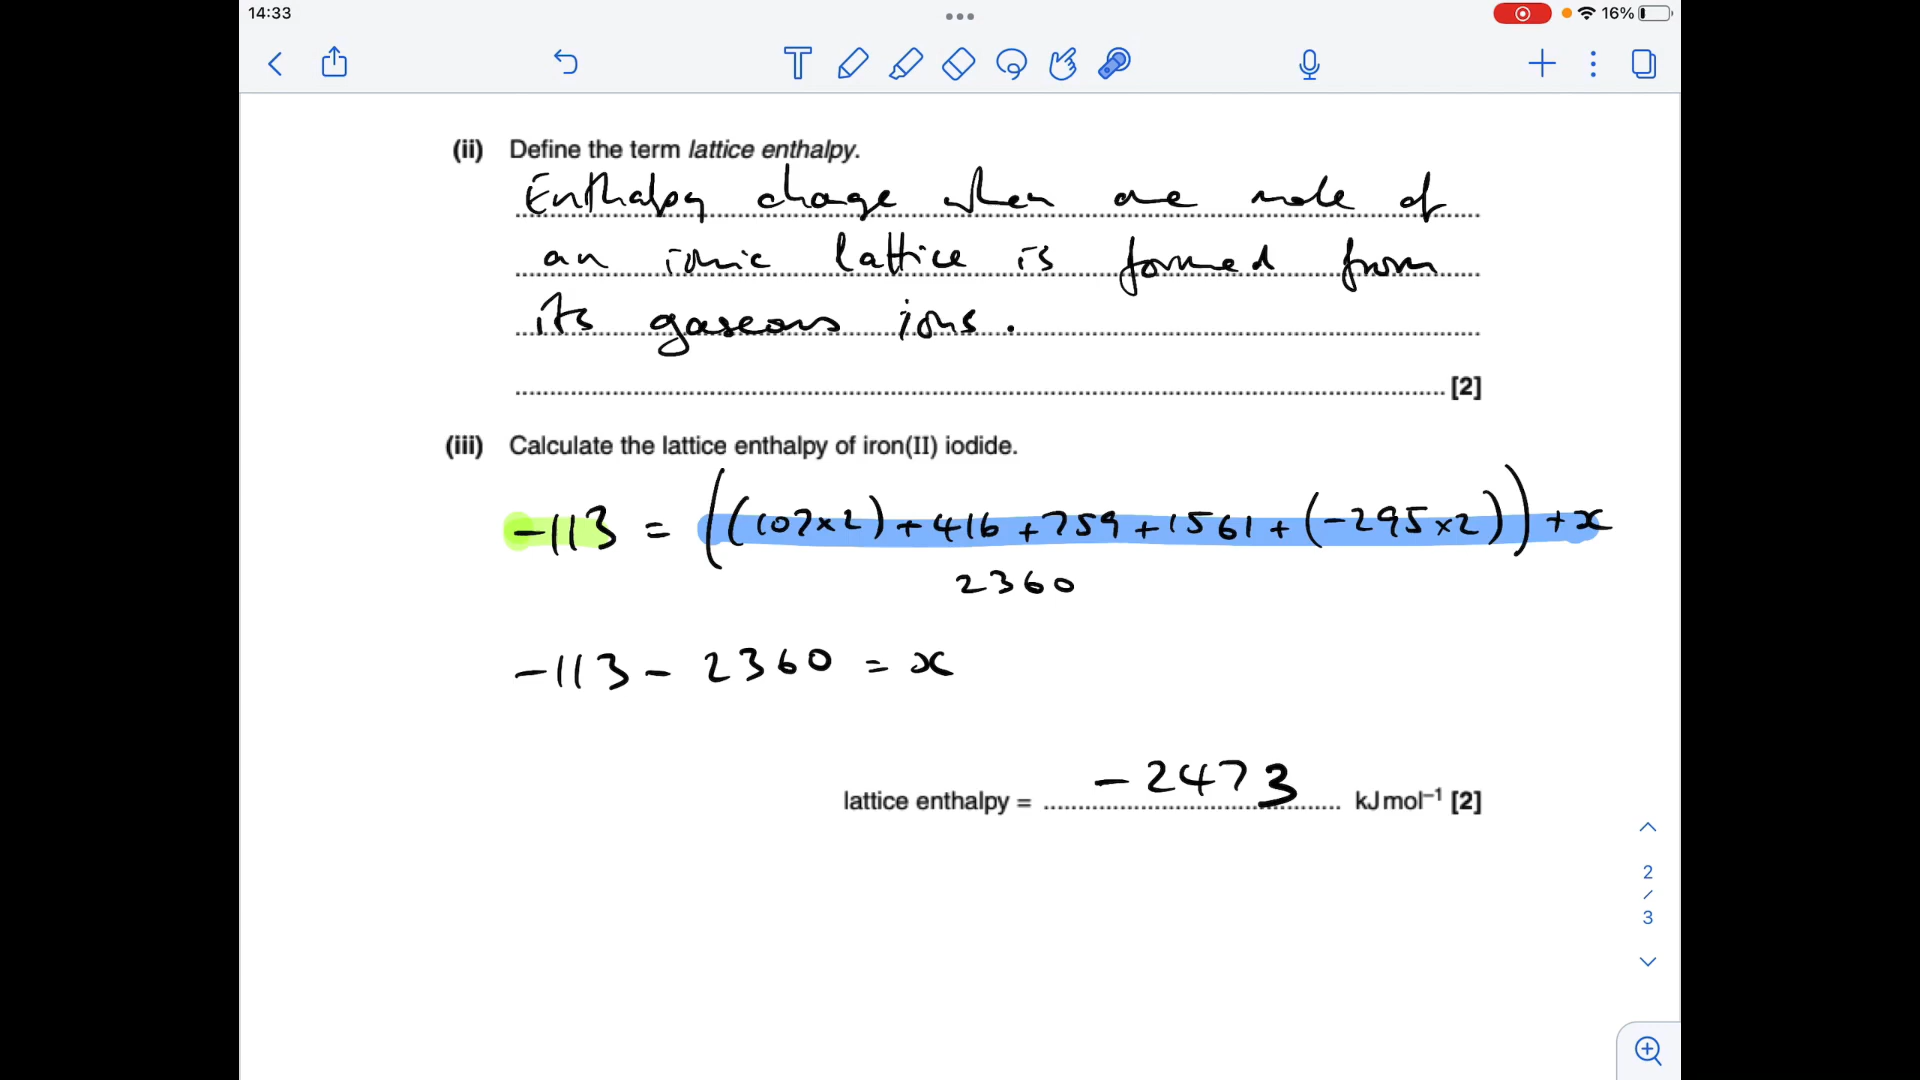 14:33
16%
(ii) Define the term lattice enthalpy.
Enthalpy change when one mole of
an ionic lattice is formed from
its gaseous ions.
[2]
(iii) Calculate the lattice enthalpy of iron(II) iodide.
-113 = ((107×2)+416+759+1561+(-295×2))+x
2360
-113 - 2360 = x
lattice enthalpy = -2473 kJ mol⁻¹ [2]
2
/
3